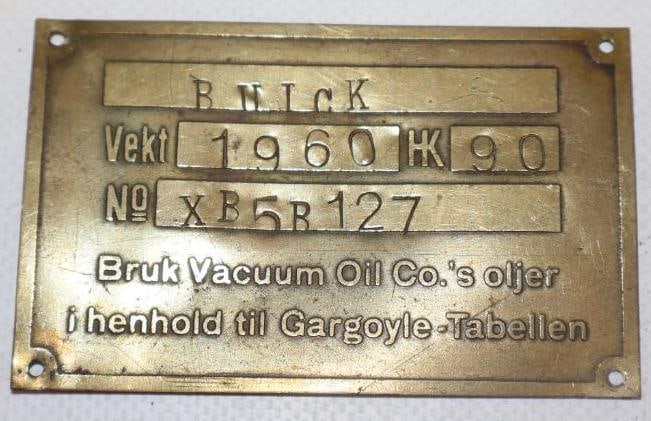 BUICK
Vekt 1960 HK 90
No XB5B127
Bruk Vacuum Oil Co.'s oljer
i henhold til Gargoyle-Tabellen